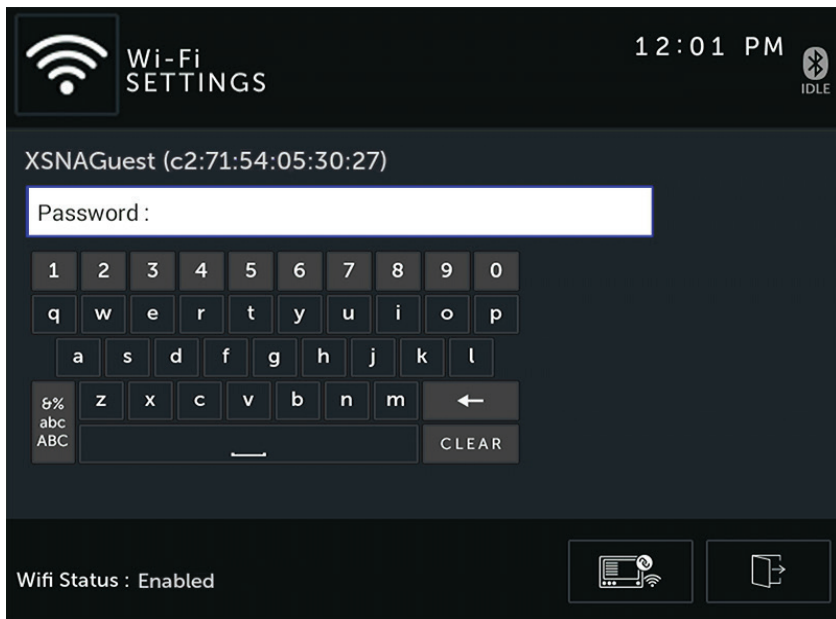 Wi-Fi
SETTINGS
12:01 PM
IDLE
XSNAGuest (c2:71:54:05:30:27)
Password :
1 2 3 4 5 6 7 8 9 0
q w e r t y u i o p
a s d f g h j k l
z x c v b n m
&%
abc
ABC
CLEAR
Wifi Status : Enabled